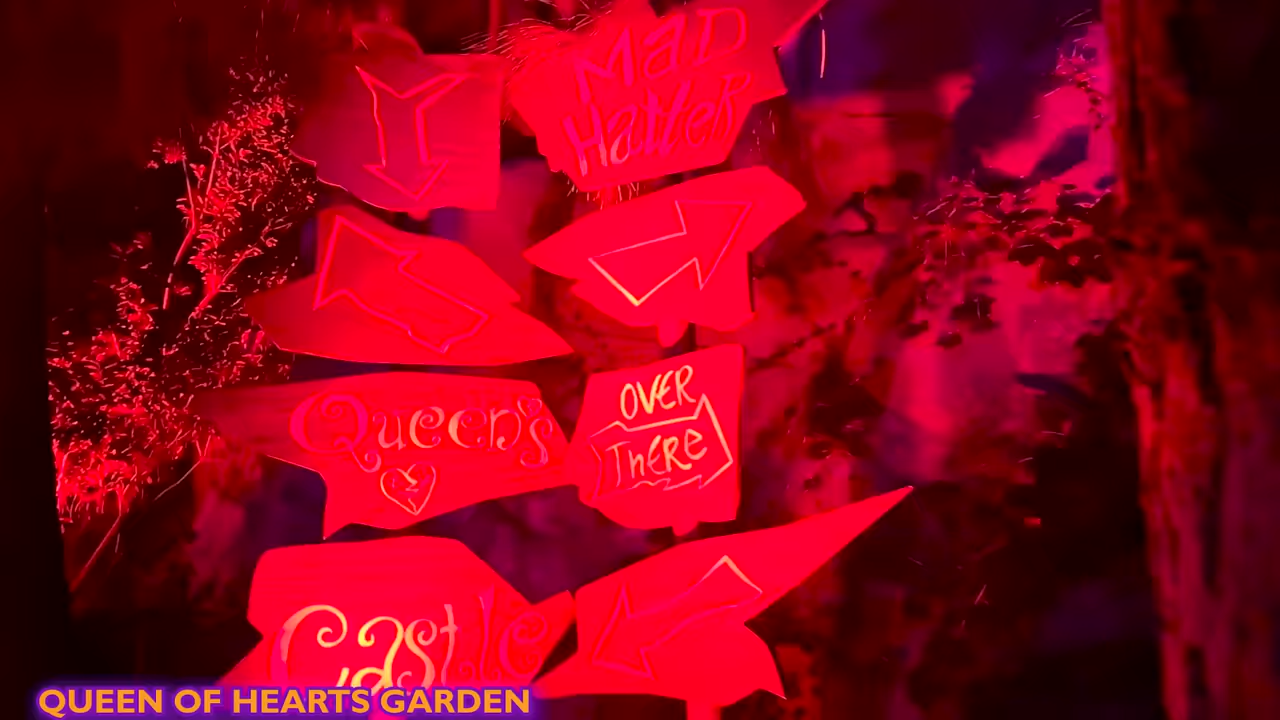 Mad
Hatter
Queen's
OVER
THERE
Castle
QUEEN OF HEARTS GARDEN